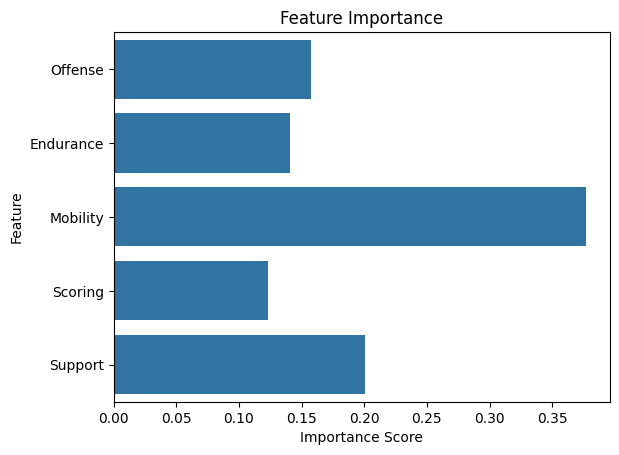 Feature Importance
Feature
Offense
Endurance
Mobility
Scoring
Support
0.00 0.05 0.10 0.15 0.20 0.25 0.30 0.35
Importance Score